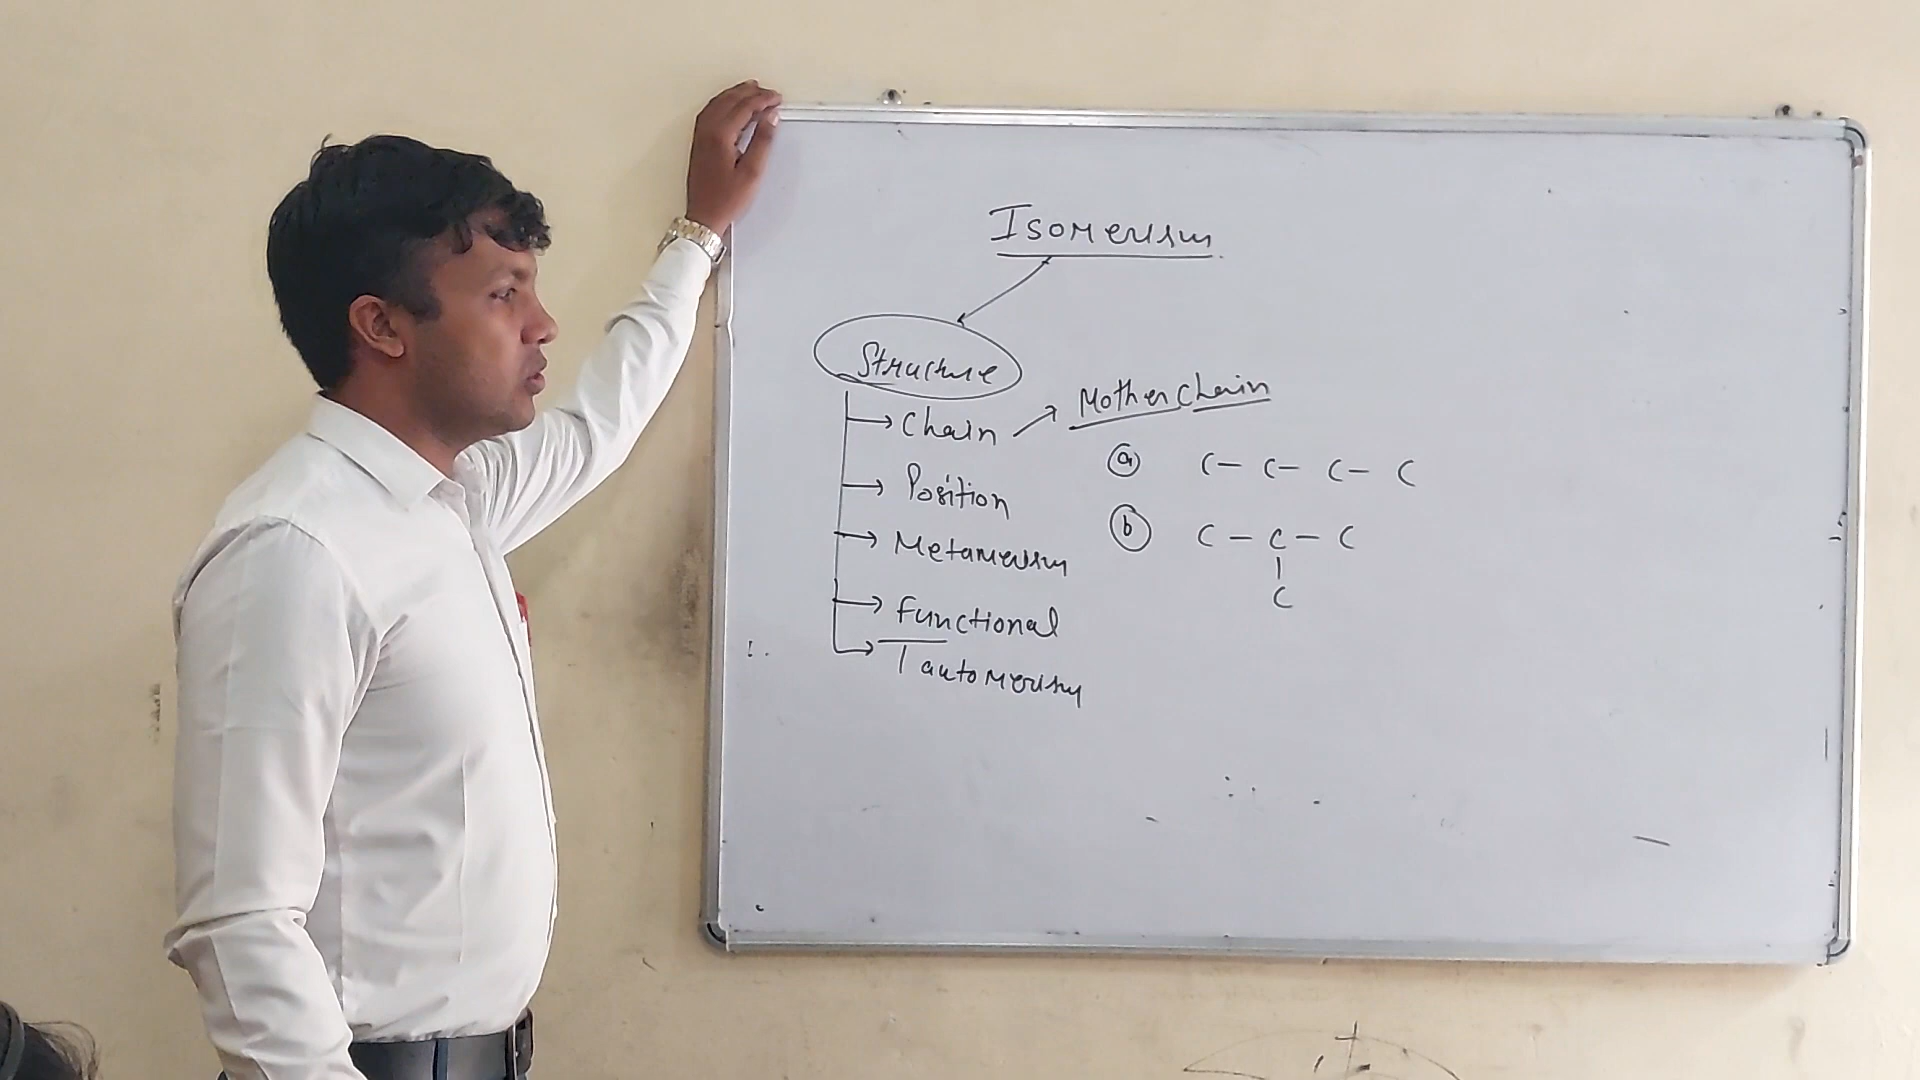 Isomerism
Structure
Chain
Mother chain
Position
Metamerism
Functional
Tautomerism
a C - C - C - C
b C - C - C
|
C